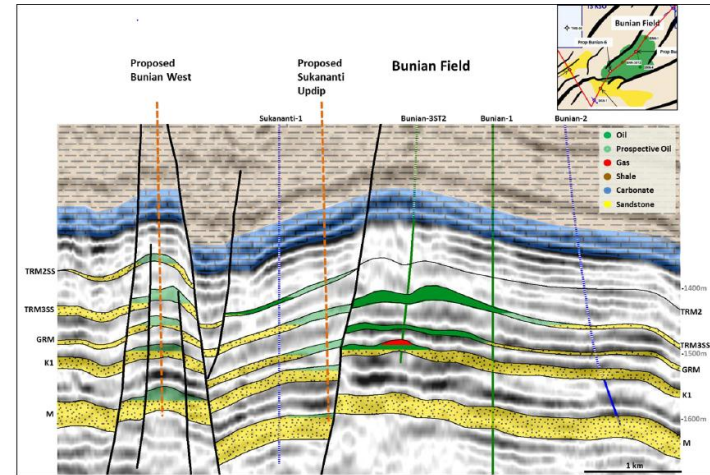 Bunian Field
Proposed
Bunian West
Proposed
Sukananti
Updip
Bunian Field
Sukananti-1
Bunian-3ST2
Bunian-1
Bunian-2
Oil
Prospective Oil
Gas
Shale
Carbonate
Sandstone
TRM2SS
TRM3SS
GRM
K1
M
1400m
TRM2
TRM3SS
1500m
GRM
K1
1600m
M
1 km